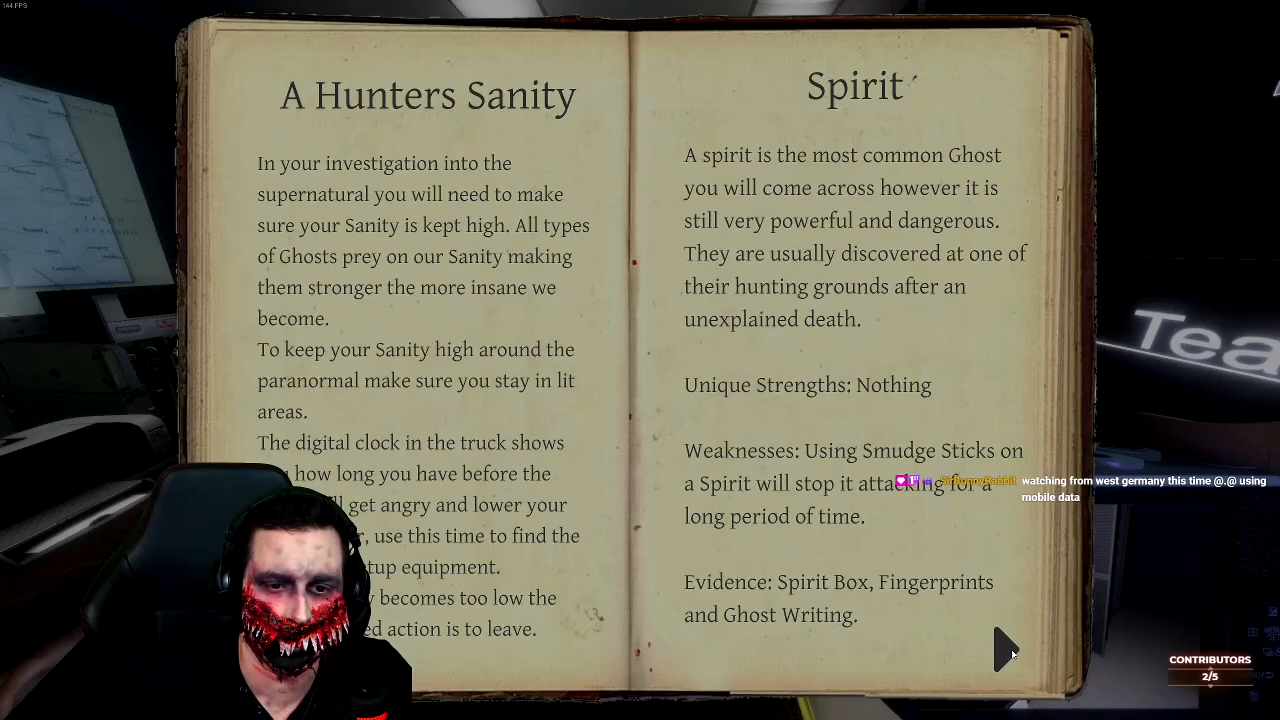 144 FPS
A Hunters Sanity
In your investigation into the
supernatural you will need to make
sure your Sanity is kept high. All types
of Ghosts prey on our Sanity making
them stronger the more insane we
become.
To keep your Sanity high around the
paranormal make sure you stay in lit
areas.
The digital clock in the truck shows
how long you have before the
get angry and lower your
use this time to find the
equipment.
becomes too low the
action is to leave.
Spirit
A spirit is the most common Ghost
you will come across however it is
still very powerful and dangerous.
They are usually discovered at one of
their hunting grounds after an
unexplained death.
Unique Strengths: Nothing
Weaknesses: Using Smudge Sticks on
a Spirit will stop it attacking for a
long period of time.
Evidence: Spirit Box, Fingerprints
and Ghost Writing.
SirBunnyRabbit watching from west germany this time @.@ using
mobile data
Tea
CONTRIBUTORS
2/5